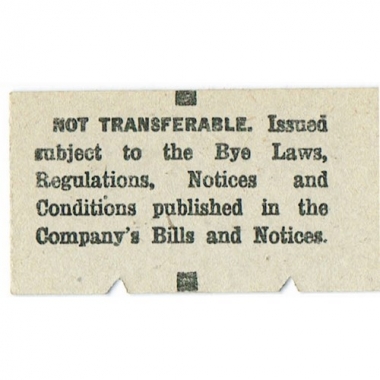 NOT TRANSFERABLE. Issued
subject to the Bye Laws,
Regulations, Notices and
Conditions published in the
Company's Bills and Notices.